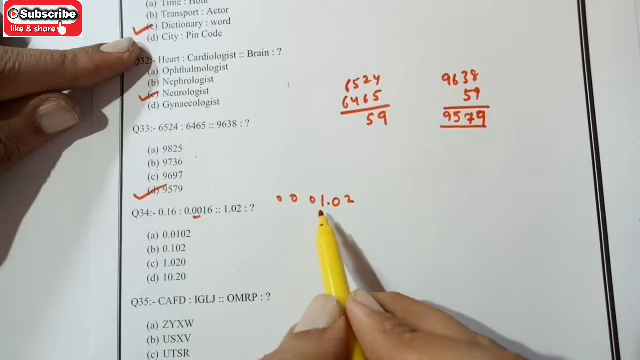 Subscribe
like & share
(a) Time : Hour
(b) Transport : Actor
(c) Dictionary : word
(d) City : Pin Code
Q32:- Heart : Cardiologist :: Brain : ?
(a) Ophthalmologist
(b) Nephrologist
(c) Neurologist
(d) Gynaecologist
Q33:- 6524 : 6465 :: 9638 : ?
(a) 9825
(b) 9736
(c) 9697
(d) 9579
6524
6465
59
9638
59
9579
Q34:- 0.16 : 0.0016 :: 1.02 : ?
(a) 0.0102
(b) 0.102
(c) 1.020
(d) 10.20
0 0 01.02
Q35:- CAFD : IGLJ :: OMRP : ?
(a) ZYXW
(b) USXV
(c) UTSR